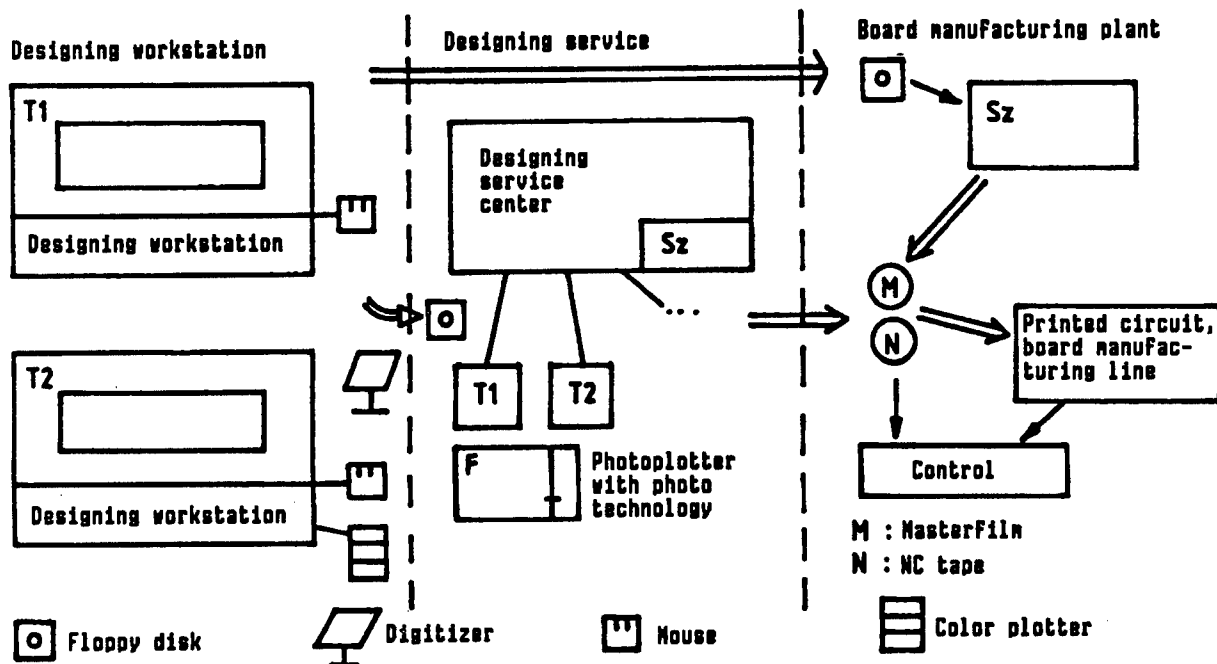 Designing workstation
T1
Designing workstation
T2
Designing workstation
Designing service
Designing
service
center
Sz
...
T1
T2
F
Photoplotter
with photo
technology
Board manufacturing plant
Sz
M
N
Printed circuit,
board manufac-
turing line
Control
M : Masterfilm
N : NC tape
Floppy disk
Digitizer
Mouse
Color plotter